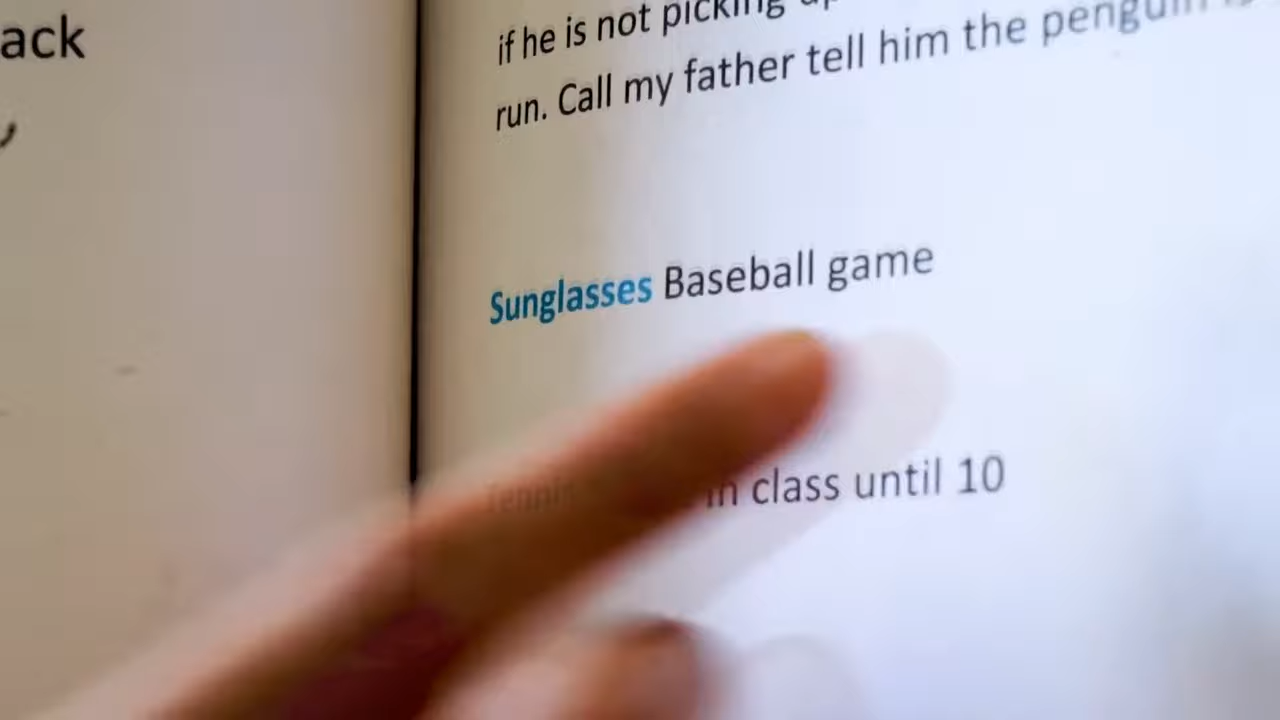 ack
if he is not picking
run. Call my father tell him the penguin
Sunglasses Baseball game
in class until 10